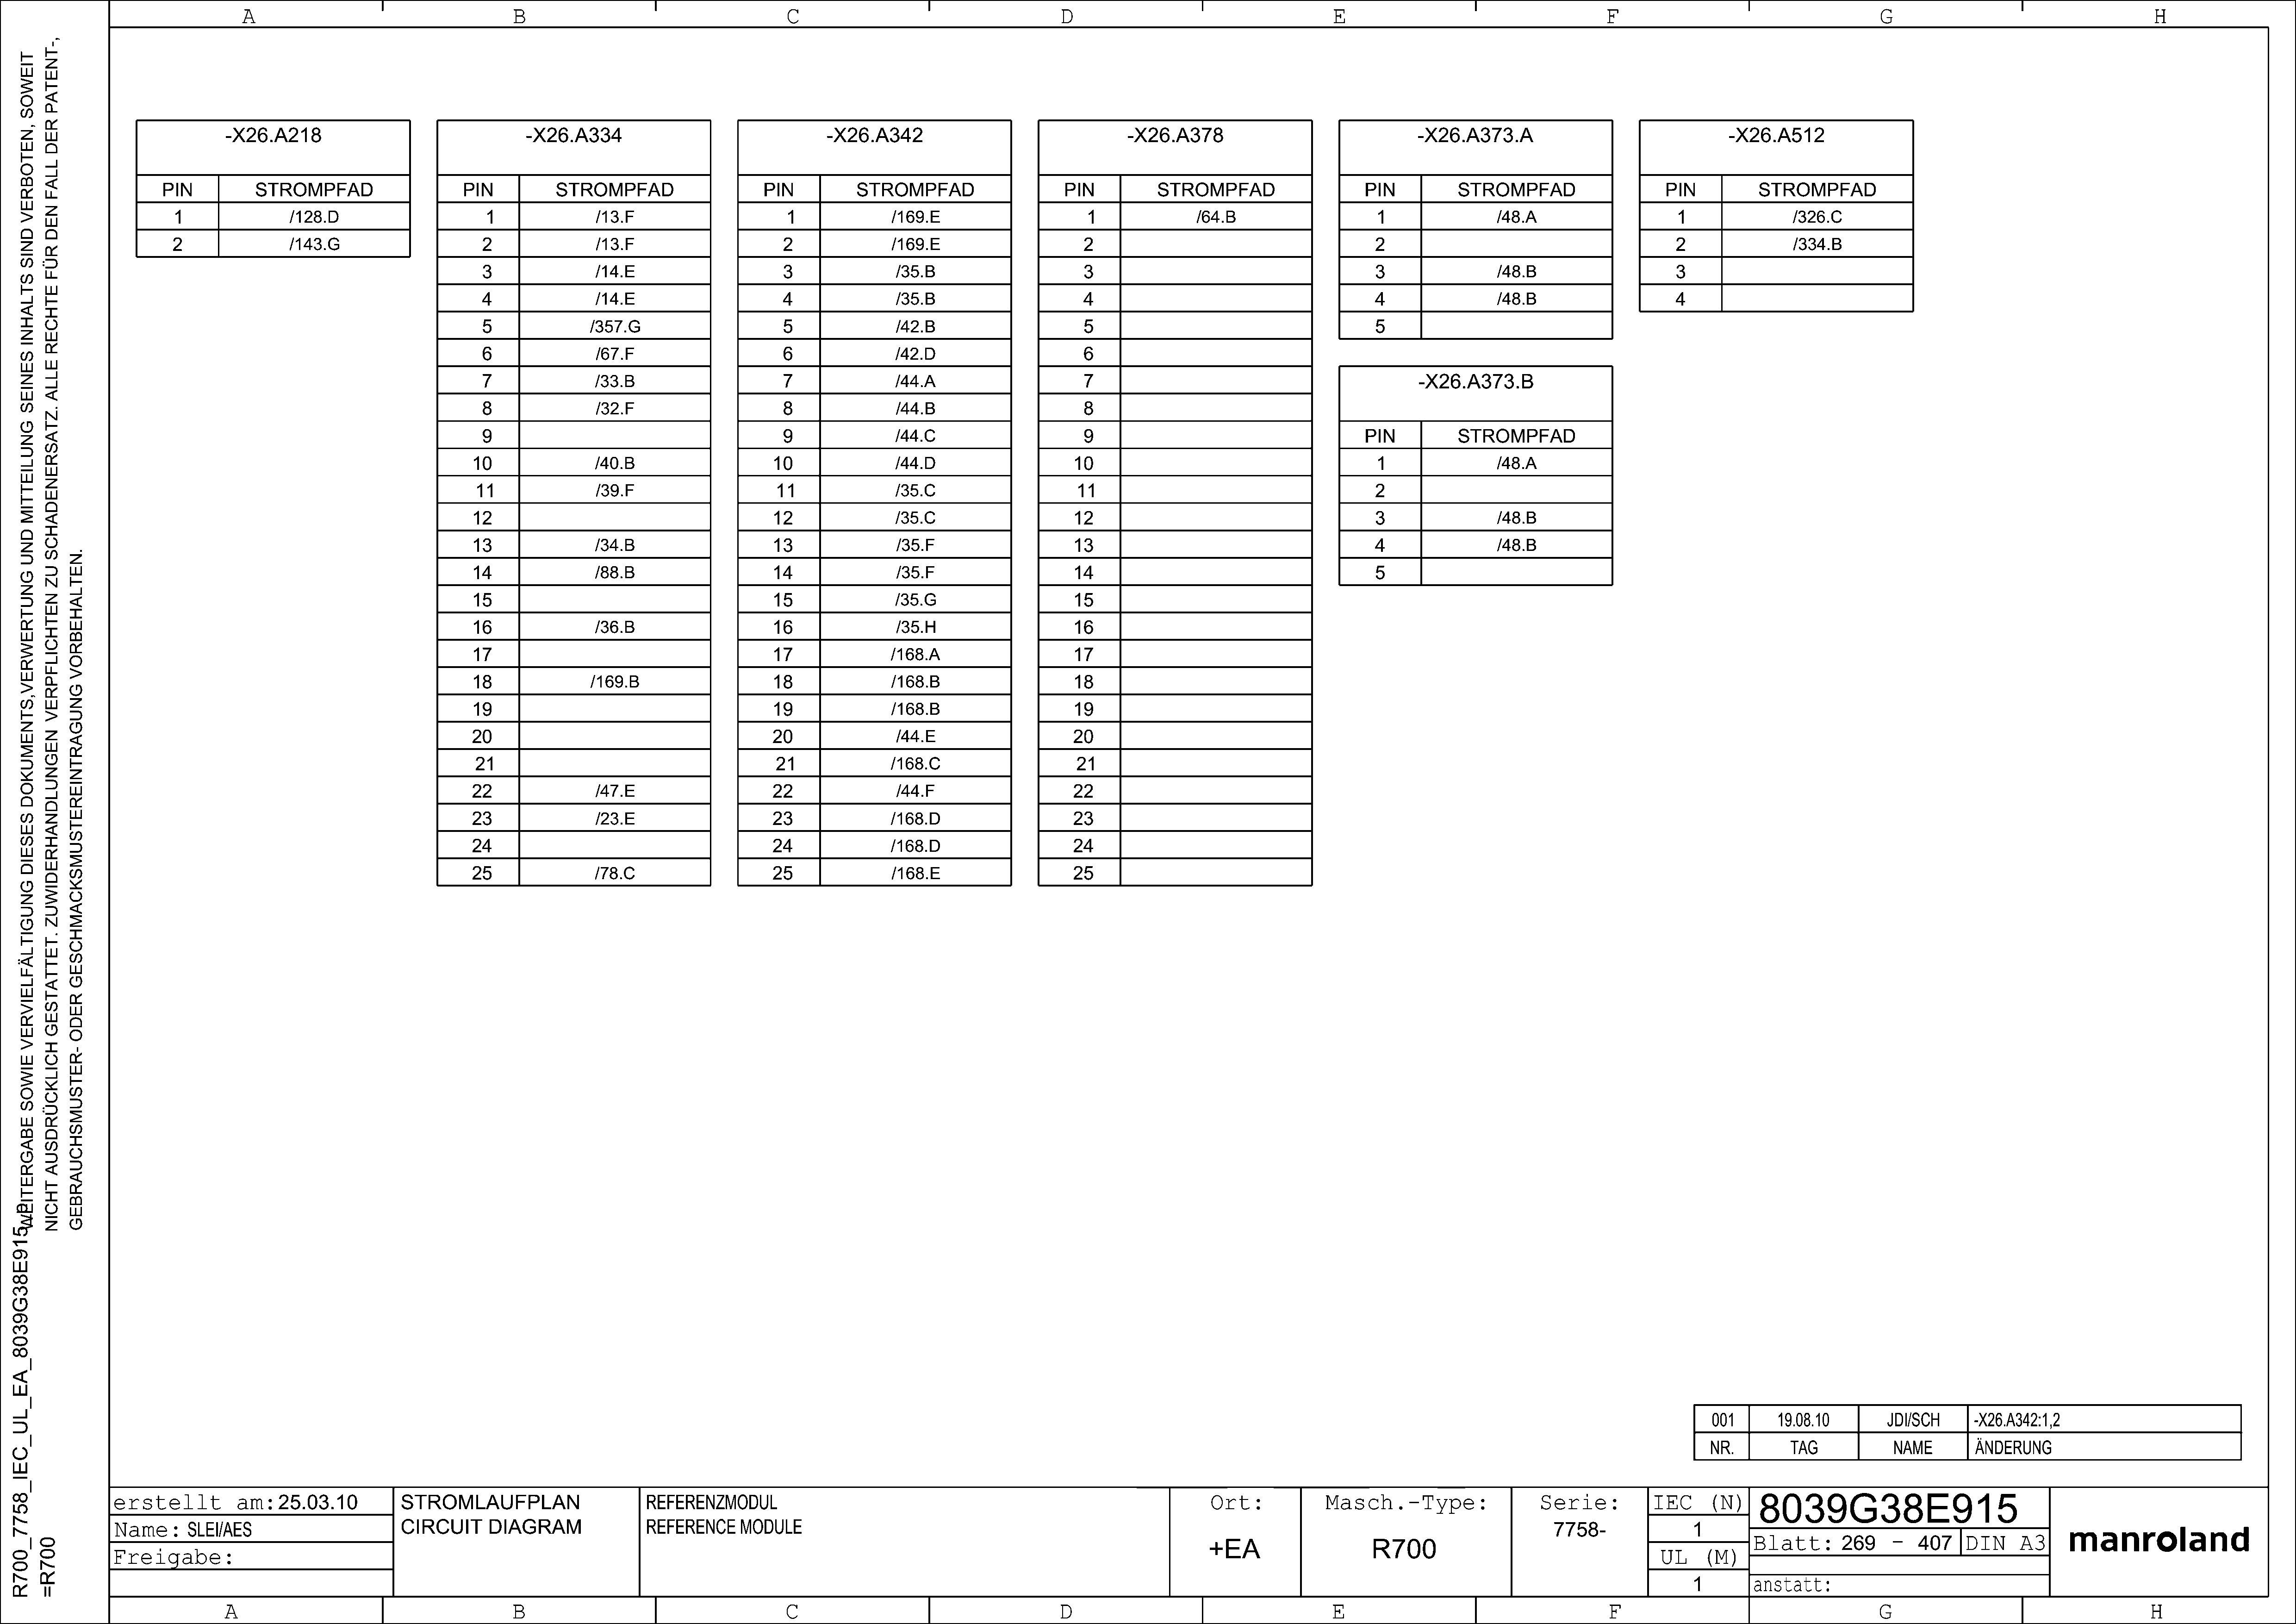 A B C D E F G H
-X26.A218
PIN STROMPFAD
1 /128.D
2 /143.G
-X26.A334
PIN STROMPFAD
1 /13.F
2 /13.F
3 /14.E
4 /14.E
5 /357.G
6 /67.F
7 /33.B
8 /32.F
9
10 /40.B
11 /39.F
12
13 /34.B
14 /88.B
15
16 /36.B
17
18 /169.B
19
20
21
22 /47.E
23 /23.E
24
25 /78.C
-X26.A342
PIN STROMPFAD
1 /169.E
2 /169.E
3 /35.B
4 /35.B
5 /42.B
6 /42.D
7 /44.A
8 /44.B
9 /44.C
10 /44.D
11 /35.C
12 /35.C
13 /35.F
14 /35.F
15 /35.G
16 /35.H
17 /168.A
18 /168.B
19 /168.B
20 /44.E
21 /168.C
22 /44.F
23 /168.D
24 /168.D
25 /168.E
-X26.A378
PIN STROMPFAD
1 /64.B
2
3
4
5
6
7
8
9
10
11
12
13
14
15
16
17
18
19
20
21
22
23
24
25
-X26.A373.A
PIN STROMPFAD
1 /48.A
2
3 /48.B
4 /48.B
5
-X26.A373.B
PIN STROMPFAD
1 /48.A
2
3 /48.B
4 /48.B
5
-X26.A512
PIN STROMPFAD
1 /326.C
2 /334.B
3
4
WEITERGABE SOWIE VERVIELFÄLTIGUNG DIESES DOKUMENTS,VERWERTUNG UND MITTEILUNG SEINES INHALTS SIND VERBOTEN, SOWEIT
NICHT AUSDRÜCKLICH GESTATTET. ZUWIDERHANDLUNGEN VERPFLICHTEN ZU SCHADENERSATZ. ALLE RECHTE FÜR DEN FALL DER PATENT-,
GEBRAUCHSMUSTER- ODER GESCHMACKSMUSTEREINTRAGUNG VORBEHALTEN.
R700_7758_IEC_UL_EA_8039G38E915_
=R700
001 19.08.10 JDI/SCH -X26.A342:1,2
NR. TAG NAME ÄNDERUNG
erstellt am: 25.03.10
Name: SLEI/AES
Freigabe:
STROMLAUFPLAN
CIRCUIT DIAGRAM
REFERENZMODUL
REFERENCE MODULE
Ort:
+EA
Masch.-Type:
R700
Serie:
7758-
IEC (N)
1
UL (M)
1
8039G38E915
Blatt: 269 - 407 DIN A3
anstatt:
manroland
A B C D E F G H